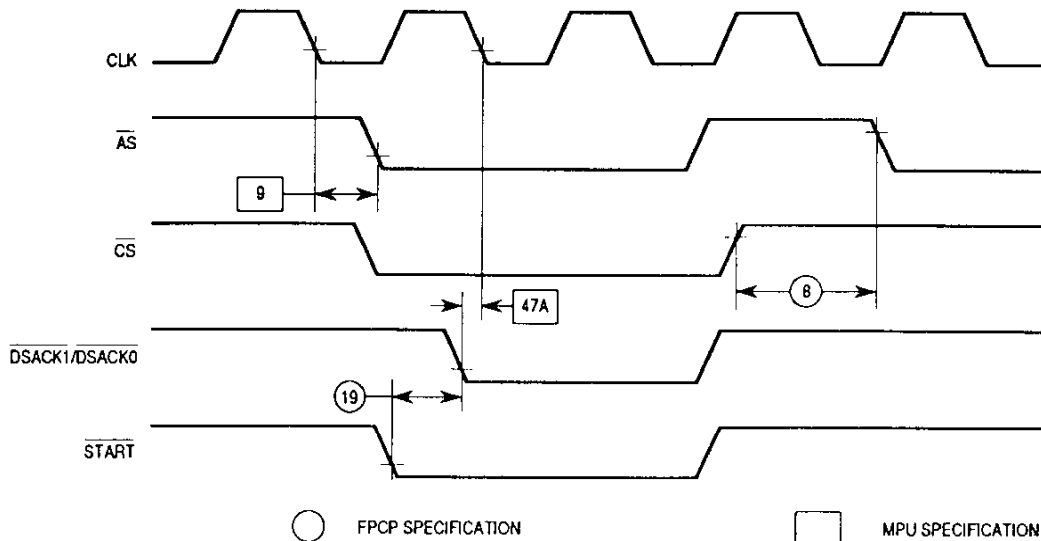 CLK
AS
9
CS
8
47A
DSACK1/DSACK0
19
START
FPCP SPECIFICATION
MPU SPECIFICATION